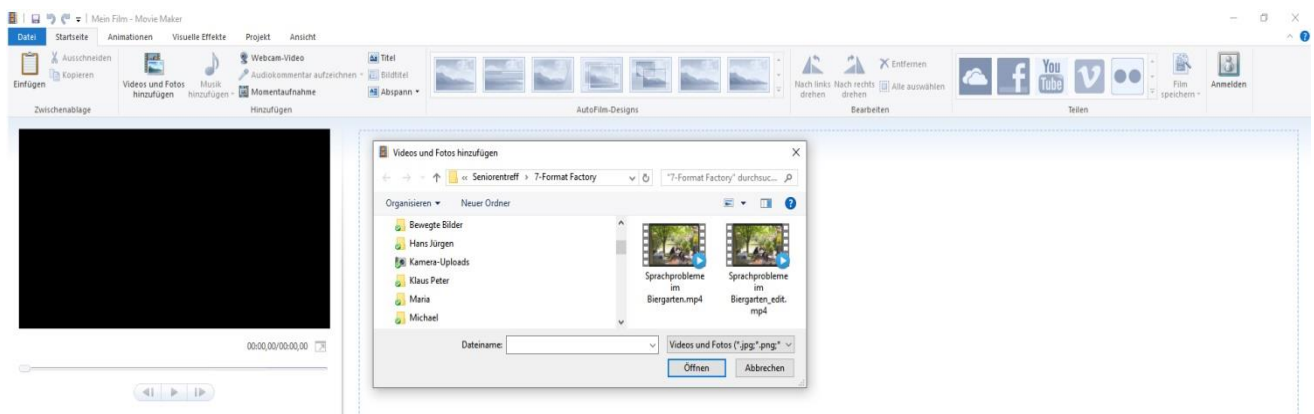 Mein Film - Movie Maker
Datei Startseite Animationen Visuelle Effekte Projekt Ansicht
Einfügen
Ausschneiden
Kopieren
Zwischenablage
Videos und Fotos
hinzufügen
Musik
hinzufügen
Webcam-Video
Audiokommentar aufzeichnen
Momentaufnahme
Titel
Bildtitel
Abspann
Hinzufügen
AutoFilm-Designs
Nach links
drehen
Nach rechts
drehen
Entfernen
Alle auswählen
Bearbeiten
f
You
Tube
V
Teilen
Film
speichern
Anmelden
00:00,00/00:00,00
Videos und Fotos hinzufügen
« Seniorentreff › 7-Format Factory
"7-Format Factory" durchsuc...
Organisieren
Neuer Ordner
Bewegte Bilder
Hans Jürgen
Kamera-Uploads
Klaus Peter
Maria
Michael
Sprachprobleme
im
Biergarten.mp4
Sprachprobleme
im
Biergarten_edit.
mp4
Dateiname:
Videos und Fotos (*.jpg;*.png;*
Öffnen
Abbrechen